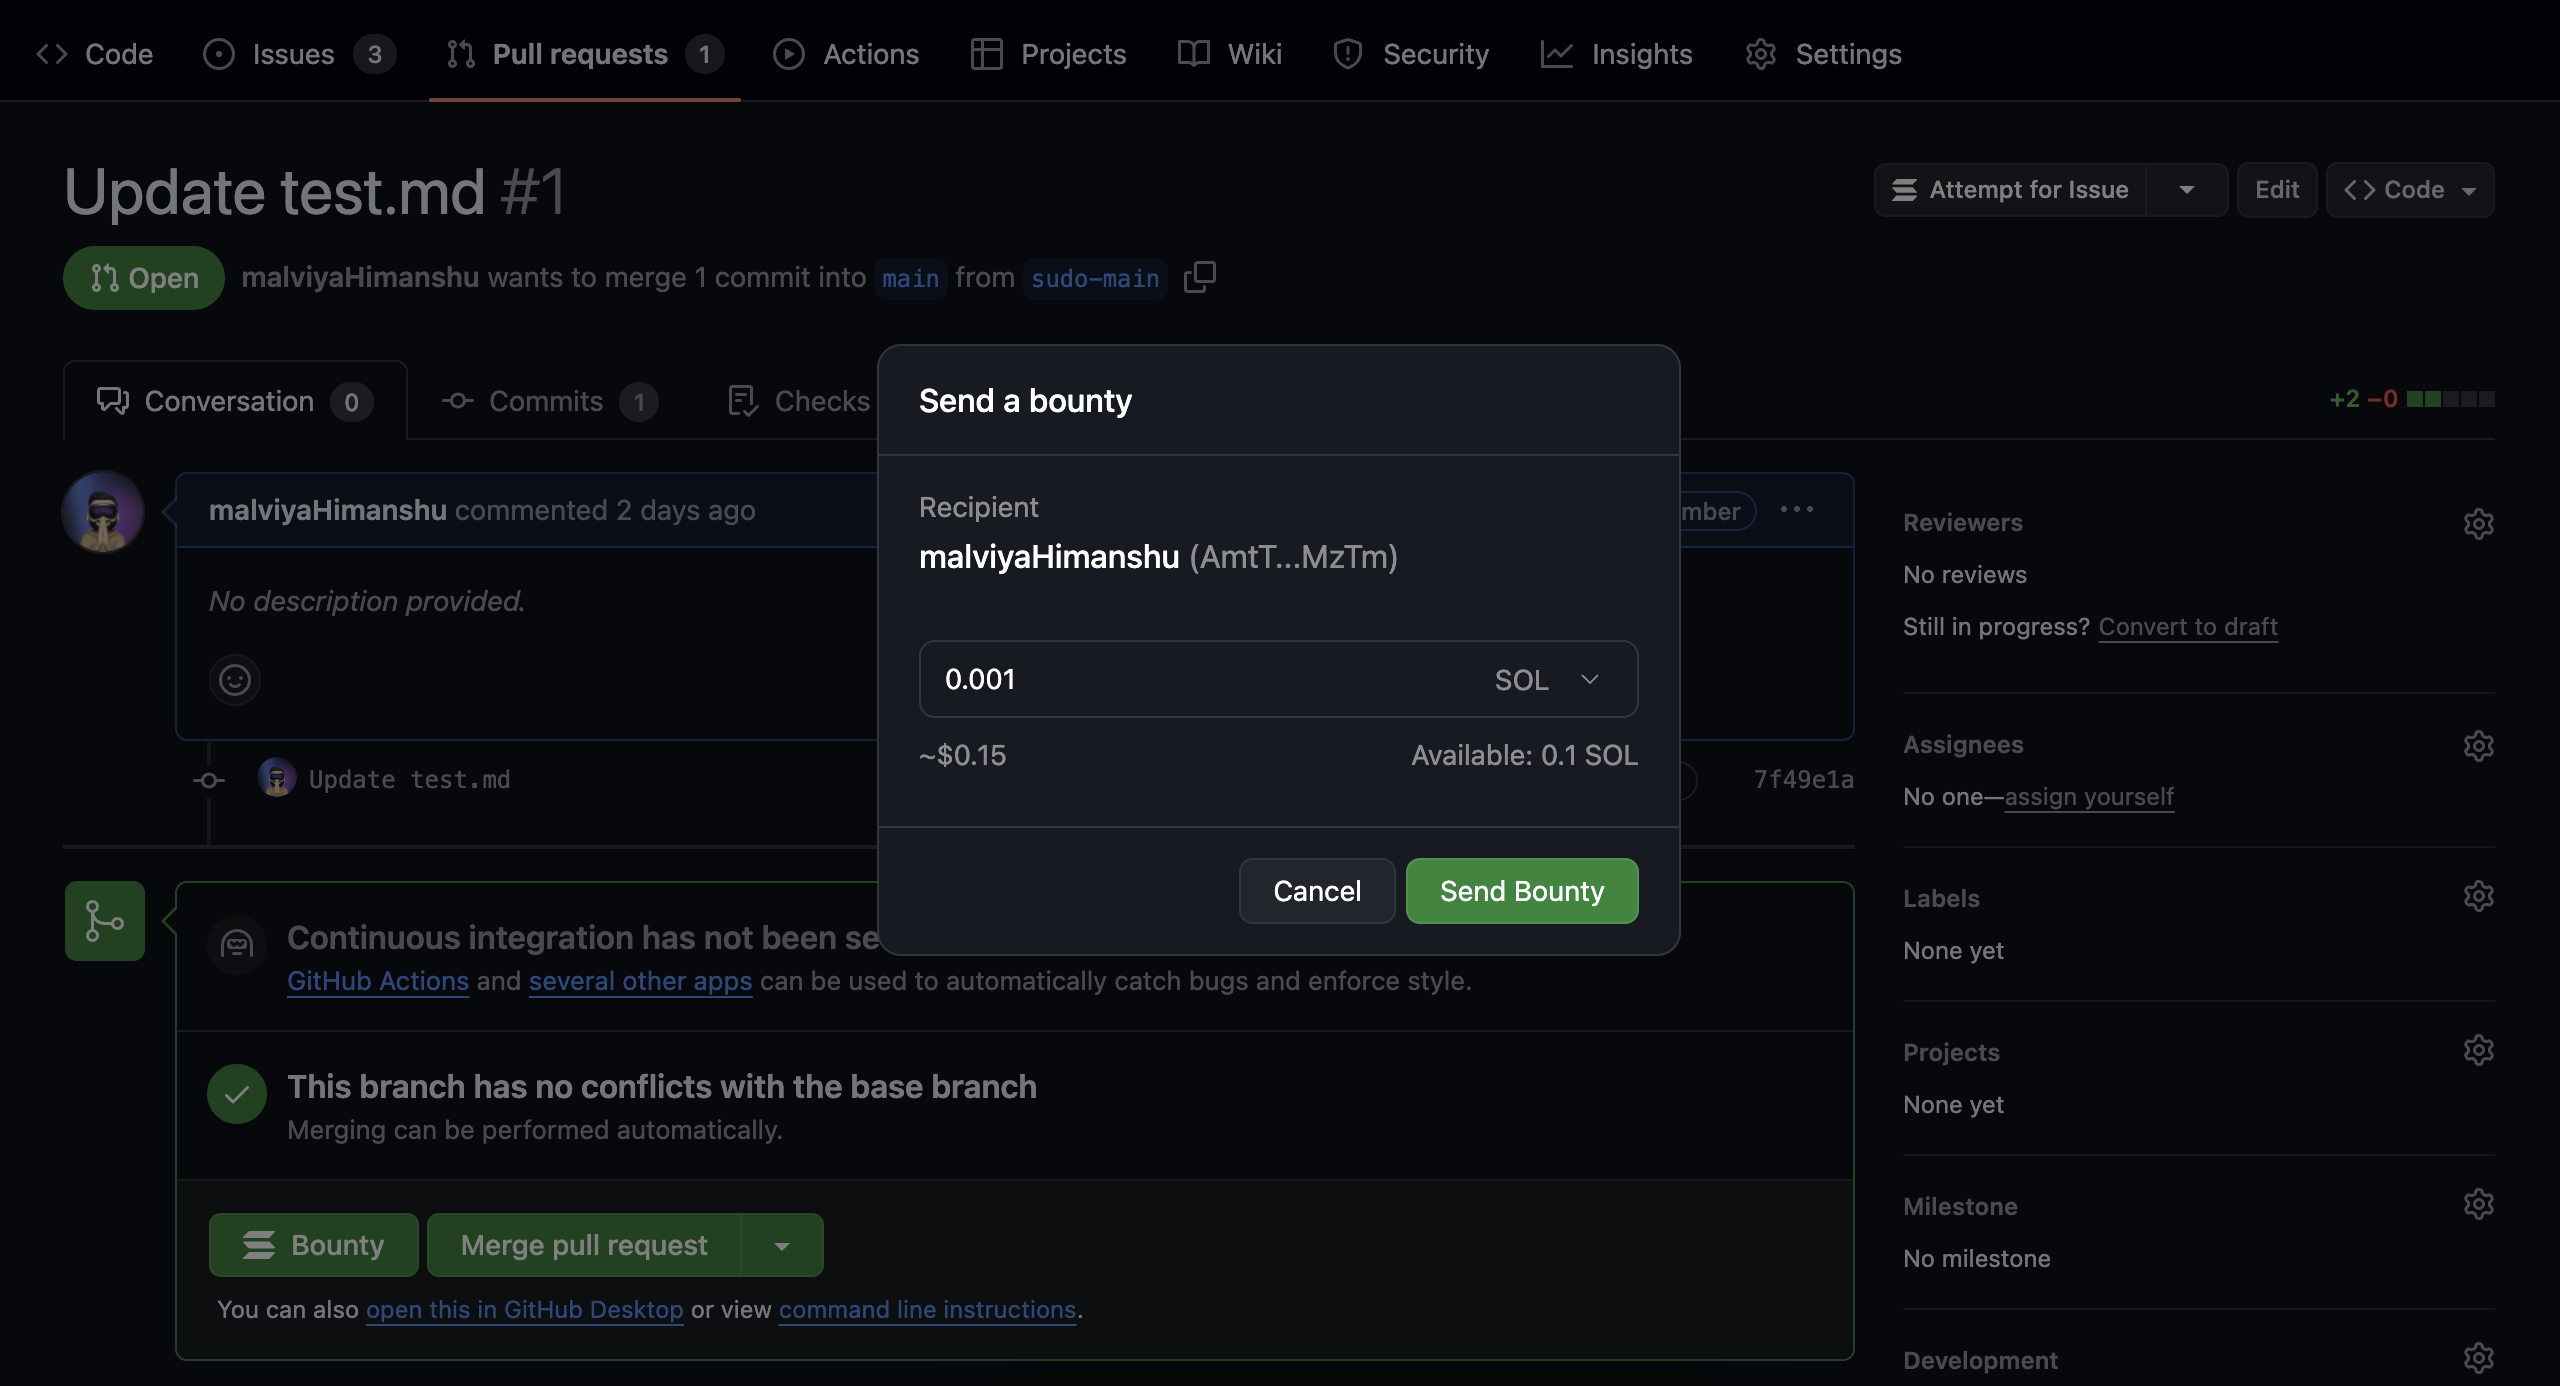 Code Issues 3 Pull requests 1 Actions Projects Wiki Security Insights Settings
Update test.md #1
Attempt for Issue Edit Code
Open malviyaHimanshu wants to merge 1 commit into main from sudo-main
Conversation 0 Commits 1 Checks
+2 −0
Send a bounty
Recipient
malviyaHimanshu (AmtT...MzTm)
0.001 SOL
~$0.15 Available: 0.1 SOL
Cancel Send Bounty
malviyaHimanshu commented 2 days ago
No description provided.
Update test.md 7f49e1a
Continuous integration has not been
GitHub Actions and several other apps can be used to automatically catch bugs and enforce style.
This branch has no conflicts with the base branch
Merging can be performed automatically.
Bounty Merge pull request
You can also open this in GitHub Desktop or view command line instructions.
Reviewers
No reviews
Still in progress? Convert to draft
Assignees
No one—assign yourself
Labels
None yet
Projects
None yet
Milestone
No milestone
Development